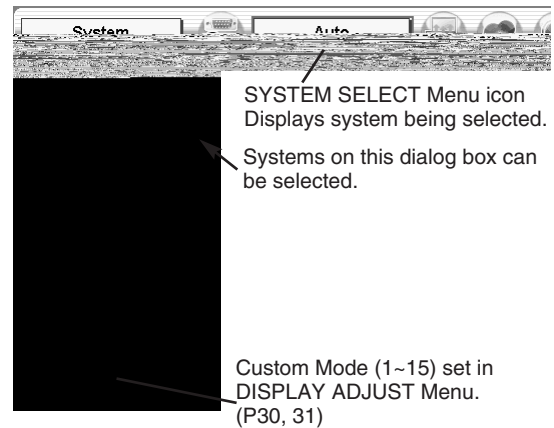 System Auto
SYSTEM SELECT Menu icon
Displays system being selected.
Systems on this dialog box can
be selected.
Custom Mode (1~15) set in
DISPLAY ADJUST Menu.
(P30, 31)